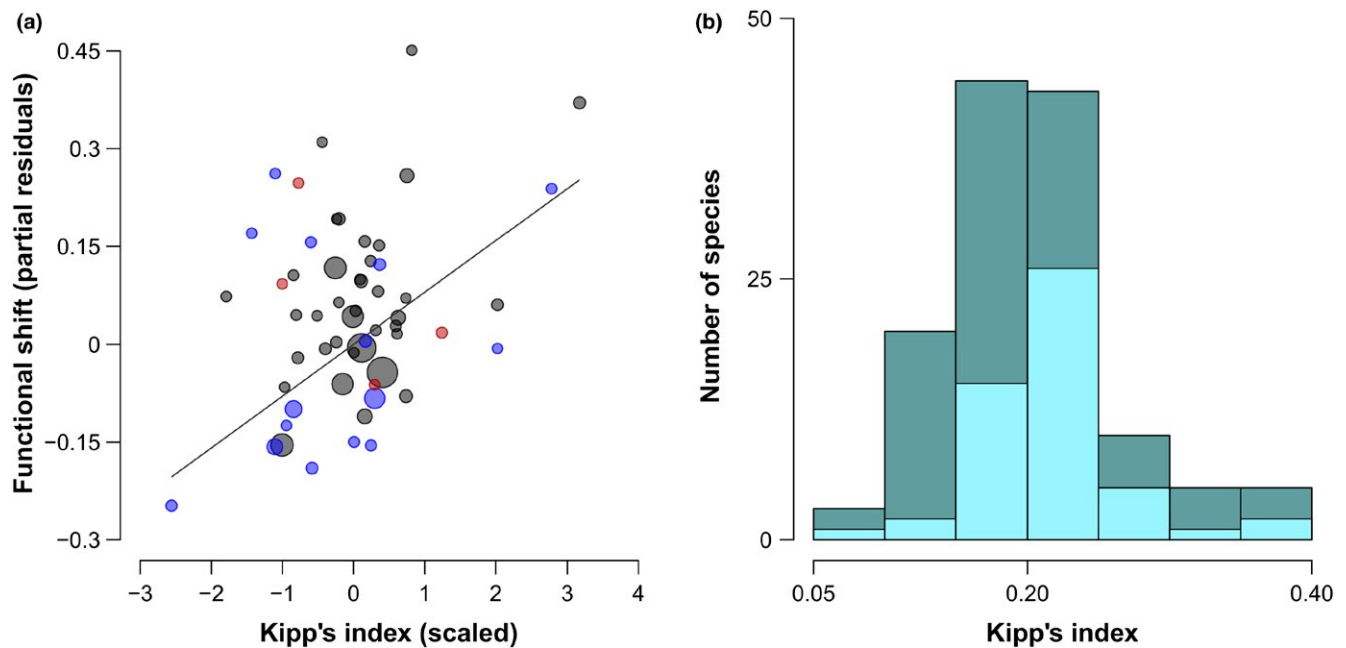 (a)
Functional shift (partial residuals)
0.45
0.3
0.15
0
−0.15
−0.3
−3 −2 −1 0 1 2 3 4
Kipp's index (scaled)
(b)
Number of species
50
25
0
0.05 0.20 0.40
Kipp's index